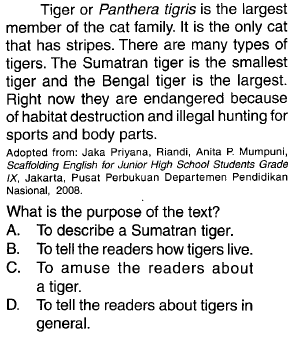 Tiger or Panthera tigris is the largest
member of the cat family. It is the only cat
that has stripes. There are many types of
tigers. The Sumatran tiger is the smallest
tiger and the Bengal tiger is the largest.
Right now they are endangered because
of habitat destruction and illegal hunting for
sports and body parts.
Adopted from: Jaka Priyana, Riandi, Anita P. Mumpuni,
Scaffolding English for Junior High School Students Grade
IX, Jakarta, Pusat Perbukuan Departemen Pendidikan
Nasional, 2008.
What is the purpose of the text?
A. To describe a Sumatran tiger.
B. To tell the readers how tigers live.
C. To amuse the readers about
a tiger.
D. To tell the readers about tigers in
general.